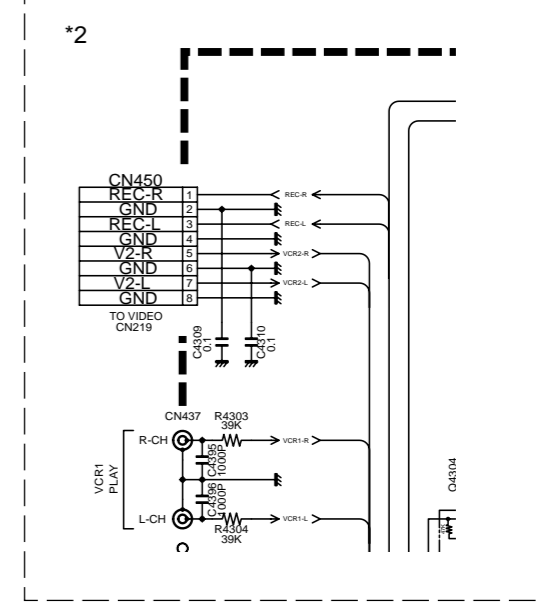 *2
CN450
REC-R 1 REC-R
GND 2
REC-L 3 REC-L
GND 4
V2-R 5 VCR2-R
GND 6
V2-L 7 VCR2-L
GND 8
TO VIDEO
CN219
C4309
0.1
C4310
0.1
CN437
R4303
39K
R-CH
VCR1-R
C4395
1000P
VCR1
PLAY
C4396
1000P
L-CH
VCR1-L
R4304
39K
Q4304